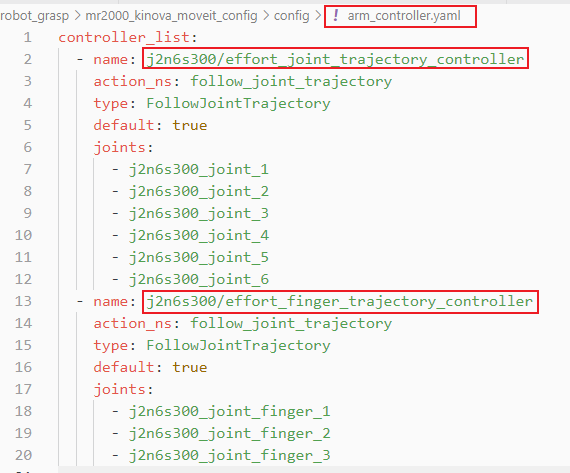 robot_grasp > mr2000_kinova_moveit_config > config > ! arm_controller.yaml
1 controller_list:
2 - name: j2n6s300/effort_joint_trajectory_controller
3 action_ns: follow_joint_trajectory
4 type: FollowJointTrajectory
5 default: true
6 joints:
7 - j2n6s300_joint_1
8 - j2n6s300_joint_2
9 - j2n6s300_joint_3
10 - j2n6s300_joint_4
11 - j2n6s300_joint_5
12 - j2n6s300_joint_6
13 - name: j2n6s300/effort_finger_trajectory_controller
14 action_ns: follow_joint_trajectory
15 type: FollowJointTrajectory
16 default: true
17 joints:
18 - j2n6s300_joint_finger_1
19 - j2n6s300_joint_finger_2
20 - j2n6s300_joint_finger_3